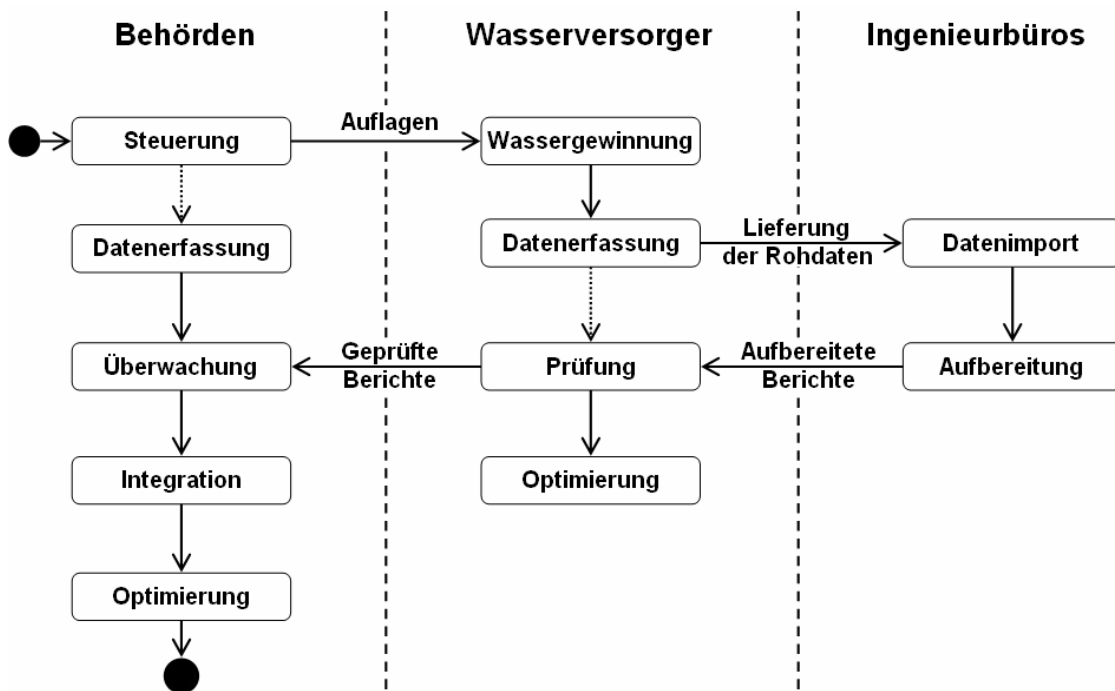 Behörden
Wasserversorger
Ingenieurbüros
Steuerung
Auflagen
Wassergewinnung
Datenerfassung
Datenerfassung
Lieferung
der Rohdaten
Datenimport
Überwachung
Geprüfte
Berichte
Prüfung
Aufbereitete
Berichte
Aufbereitung
Integration
Optimierung
Optimierung